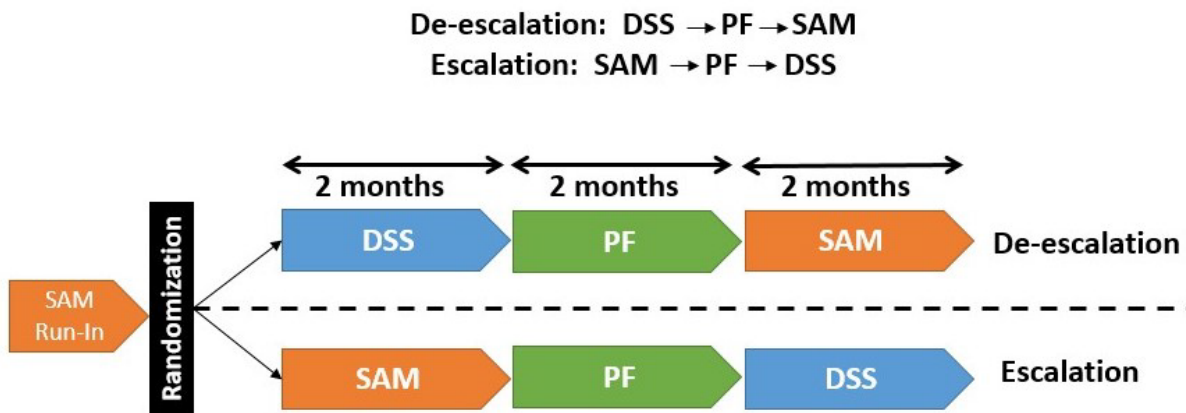 De-escalation: DSS → PF → SAM
Escalation: SAM → PF → DSS
2 months 2 months 2 months
DSS PF SAM De-escalation
SAM
Run-In
Randomization
SAM PF DSS Escalation